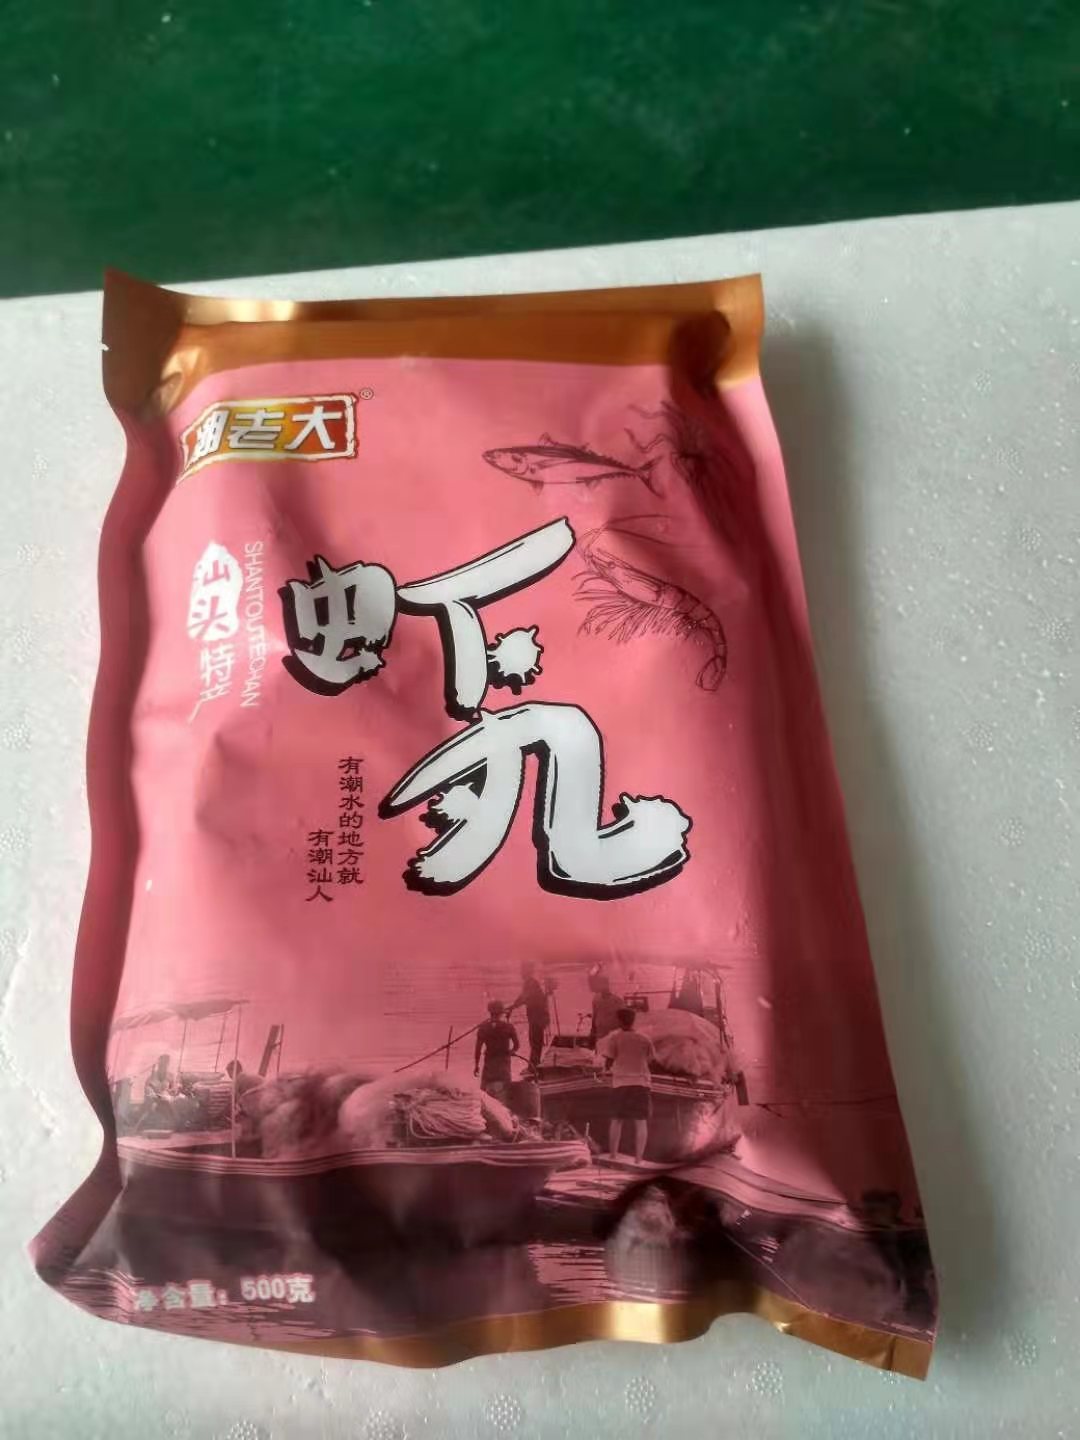 潮老大
®
汕头特产
SHANTOUTECHAN
虾丸
有潮水的地方就
有潮汕人
净含量：500克